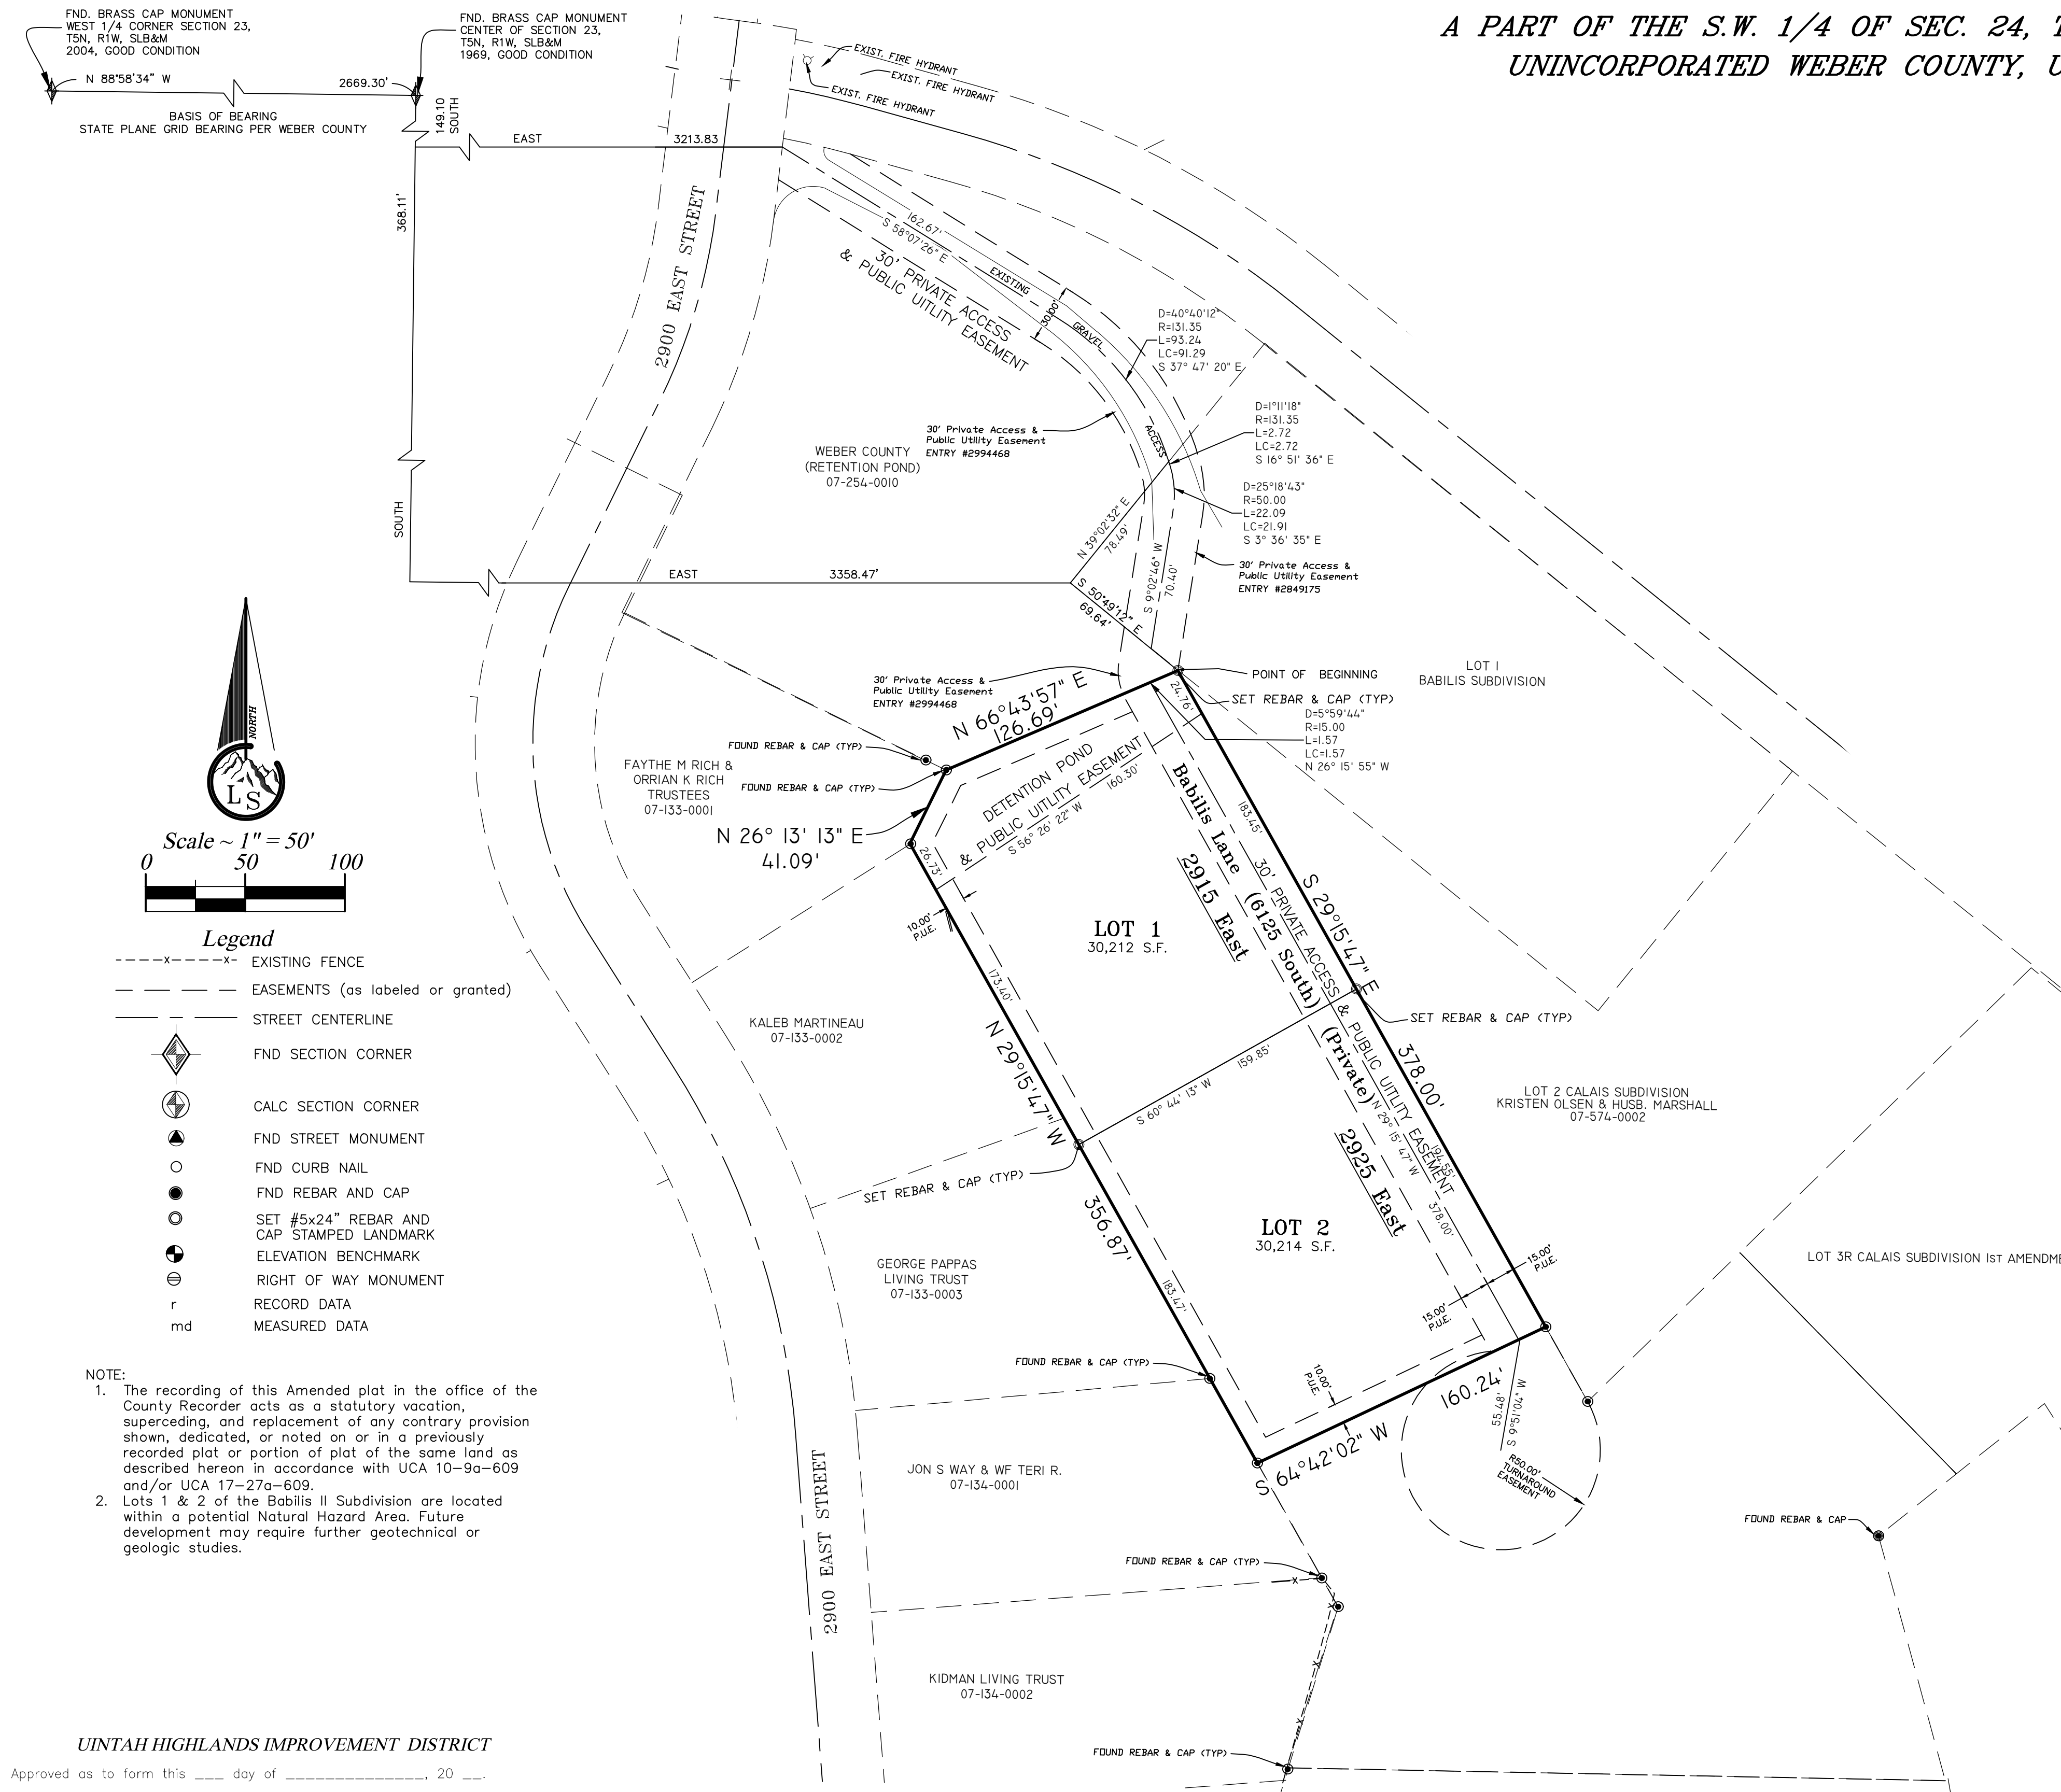 FND. BRASS CAP MONUMENT
WEST 1/4 CORNER SECTION 23,
T5N, R1W, SLB&M
2004, GOOD CONDITION
FND. BRASS CAP MONUMENT
CENTER OF SECTION 23,
T5N, R1W, SLB&M
1969, GOOD CONDITION
A PART OF THE S.W. 1/4 OF SEC. 24,
UNINCORPORATED WEBER COUNTY,
N 88°58'34" W
2669.30'
BASIS OF BEARING
STATE PLANE GRID BEARING PER WEBER COUNTY
149.10
SOUTH
EAST
3213.83
368.11'
SOUTH
EAST
3358.47'
EXIST. FIRE HYDRANT
EXIST. FIRE HYDRANT
EXIST. FIRE HYDRANT
2900 EAST STREET
162.67'
S 58°07'26" E
30' PRIVATE ACCESS
& PUBLIC UITLITY EASEMENT
EXISTING
GRAVEL
ACCESS
30.00'
D=40°40'12"
R=131.35
L=93.24
LC=91.29
S 37° 47' 20" E
D=1°11'18"
R=131.35
L=2.72
LC=2.72
S 16° 51' 36" E
D=25°18'43"
R=50.00
L=22.09
LC=21.91
S 3° 36' 35" E
30' Private Access &
Public Utility Easement
ENTRY #2994468
WEBER COUNTY
(RETENTION POND)
07-254-0010
30' Private Access &
Public Utility Easement
ENTRY #2849175
N 39°02'32" E
78.49'
S 9°02'46" W
70.40'
S 50°49'12" E
69.64'
POINT OF BEGINNING
SET REBAR & CAP (TYP)
LOT 1
BABILIS SUBDIVISION
30' Private Access &
Public Utility Easement
ENTRY #2994468
N 66°43'57" E
126.69'
24.76'
D=5°59'44"
R=15.00
L=1.57
LC=1.57
N 26° 15' 55" W
FOUND REBAR & CAP (TYP)
FOUND REBAR & CAP (TYP)
FAYTHE M RICH &
ORRIAN K RICH
TRUSTEES
07-133-0001
N 26° 13' 13" E
41.09'
DETENTION POND
& PUBLIC UITLITY EASEMENT
S 56° 26' 22" W
160.30'
26.73'
10.00'
P.U.E.
LOT 1
30,212 S.F.
Babilis Lane (6125 South) (Private)
2915 East
30' PRIVATE ACCESS & PUBLIC UITLITY EASEMENT
183.45'
S 29°15'47" E
378.00'
SET REBAR & CAP (TYP)
173.40'
N 29°15'47" W
356.87'
KALEB MARTINEAU
07-133-0002
S 60° 44' 13" W
159.85'
SET REBAR & CAP (TYP)
LOT 2 CALAIS SUBDIVISION
KRISTEN OLSEN & HUSB. MARSHALL
07-574-0002
N 29° 15' 47" W
378.00'
194.55'
2925 East
LOT 2
30,214 S.F.
183.47'
GEORGE PAPPAS
LIVING TRUST
07-133-0003
15.00'
P.U.E.
15.00'
P.U.E.
LOT 3R CALAIS SUBDIVISION 1ST
FOUND REBAR & CAP (TYP)
10.00'
P.U.E.
S 64°42'02" W
160.24'
55.48'
S 9°51'04" W
R50.00'
TURNAROUND
EASEMENT
JON S WAY & WF TERI R.
07-134-0001
2900 EAST STREET
FOUND REBAR & CAP (TYP)
FOUND REBAR & CAP
KIDMAN LIVING TRUST
07-134-0002
FOUND REBAR & CAP (TYP)
x
x
x
x
NORTH
LS
Scale ~ 1" = 50'
0 50 100
Legend
x x EXISTING FENCE
EASEMENTS (as labeled or granted)
STREET CENTERLINE
FND SECTION CORNER
CALC SECTION CORNER
FND STREET MONUMENT
FND CURB NAIL
FND REBAR AND CAP
SET #5x24" REBAR AND
CAP STAMPED LANDMARK
ELEVATION BENCHMARK
RIGHT OF WAY MONUMENT
r RECORD DATA
md MEASURED DATA
NOTE:
1. The recording of this Amended plat in the office of the
County Recorder acts as a statutory vacation,
superceding, and replacement of any contrary provision
shown, dedicated, or noted on or in a previously
recorded plat or portion of plat of the same land as
described hereon in accordance with UCA 10-9a-609
and/or UCA 17-27a-609.
2. Lots 1 & 2 of the Babilis II Subdivision are located
within a potential Natural Hazard Area. Future
development may require further geotechnical or
geologic studies.
UINTAH HIGHLANDS IMPROVEMENT DISTRICT
Approved as to form this ___ day of ______________, 20 __.